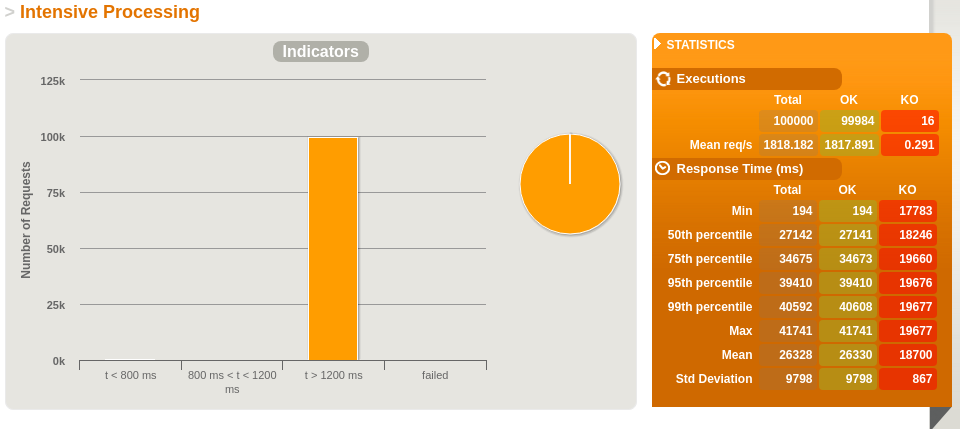 > Intensive Processing
Indicators
Number of Requests
125k
100k
75k
50k
25k
0k
t < 800 ms
800 ms < t < 1200 ms
t > 1200 ms
failed
STATISTICS
Executions
Total OK KO
100000 99984 16
Mean req/s 1818.182 1817.891 0.291
Response Time (ms)
Total OK KO
Min 194 194 17783
50th percentile 27142 27141 18246
75th percentile 34675 34673 19660
95th percentile 39410 39410 19676
99th percentile 40592 40608 19677
Max 41741 41741 19677
Mean 26328 26330 18700
Std Deviation 9798 9798 867